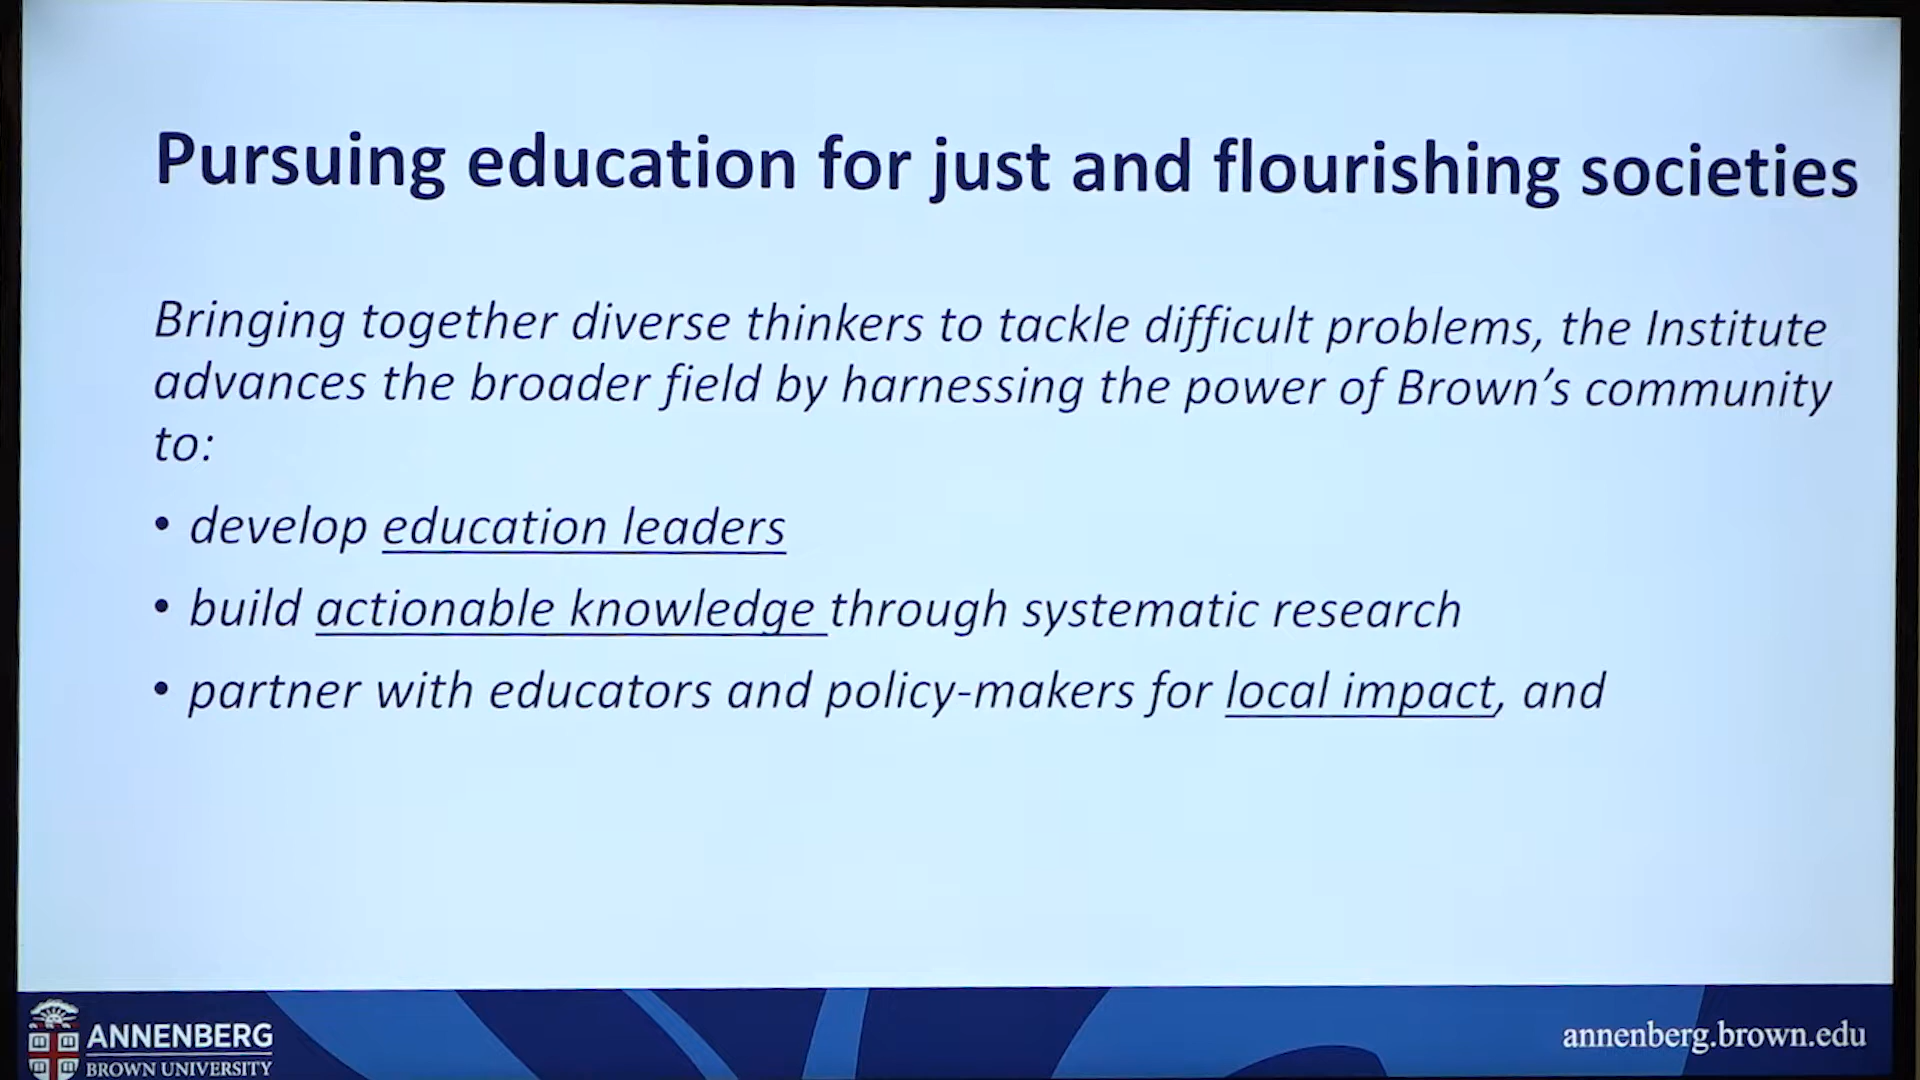 Pursuing education for just and flourishing societies
Bringing together diverse thinkers to tackle difficult problems, the Institute
advances the broader field by harnessing the power of Brown’s community
to:
• develop education leaders
• build actionable knowledge through systematic research
• partner with educators and policy-makers for local impact, and
ANNENBERG
BROWN UNIVERSITY
annenberg.brown.edu